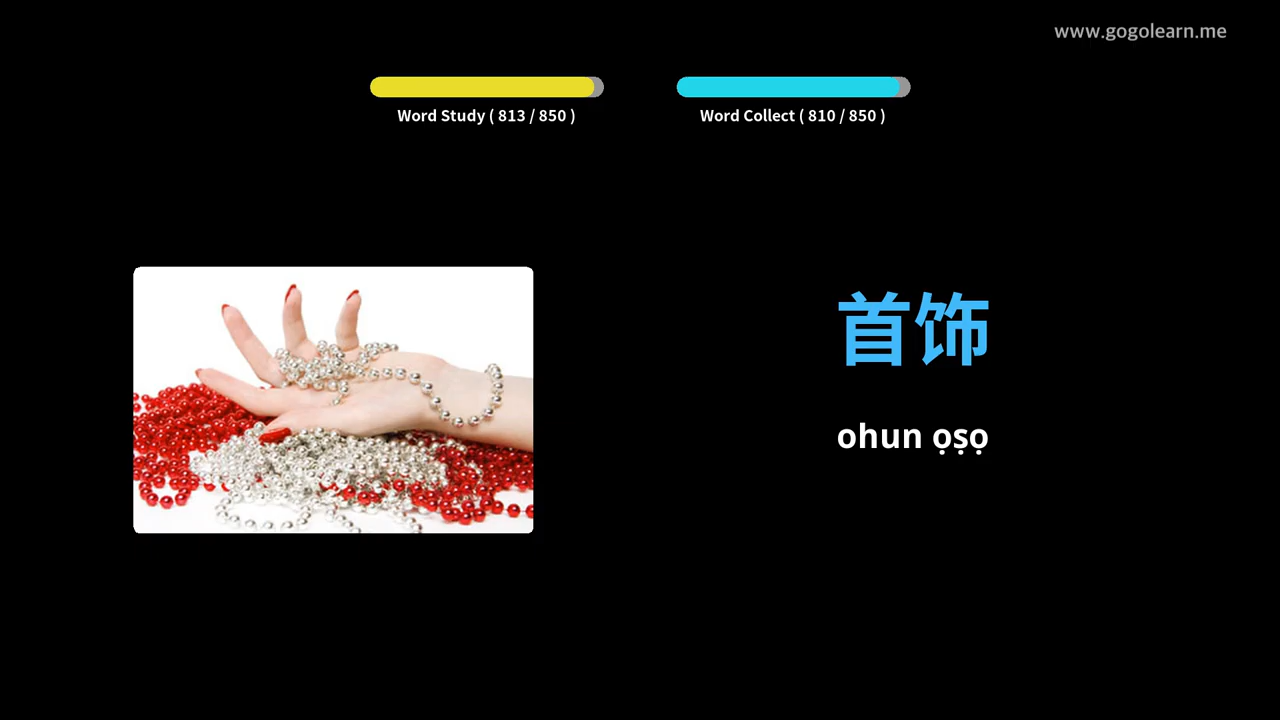 www.gogolearn.me
Word Study ( 813 / 850 )
Word Collect ( 810 / 850 )
首饰
ohun ọṣọ